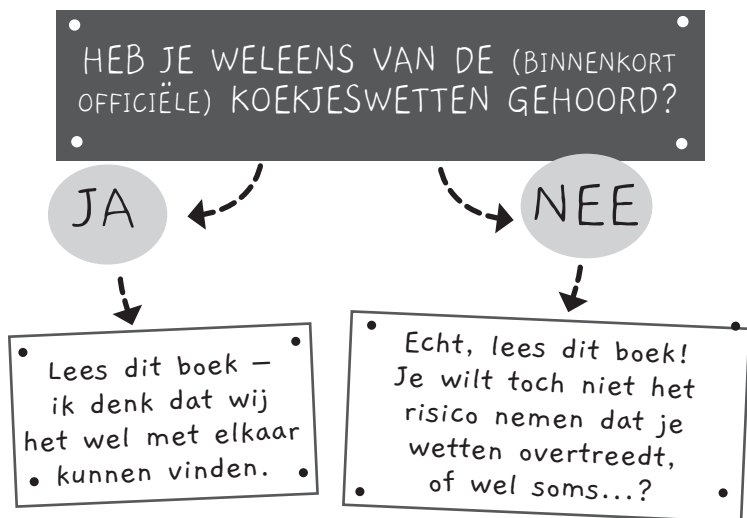 HEB JE WELEENS VAN DE (BINNENKORT
OFFICIËLE) KOEKJESWETTEN GEHOORD?
JA
NEE
Lees dit boek –
ik denk dat wij
het wel met elkaar
kunnen vinden.
Echt, lees dit boek!
Je wilt toch niet het
risico nemen dat je
wetten overtreedt,
of wel soms...?